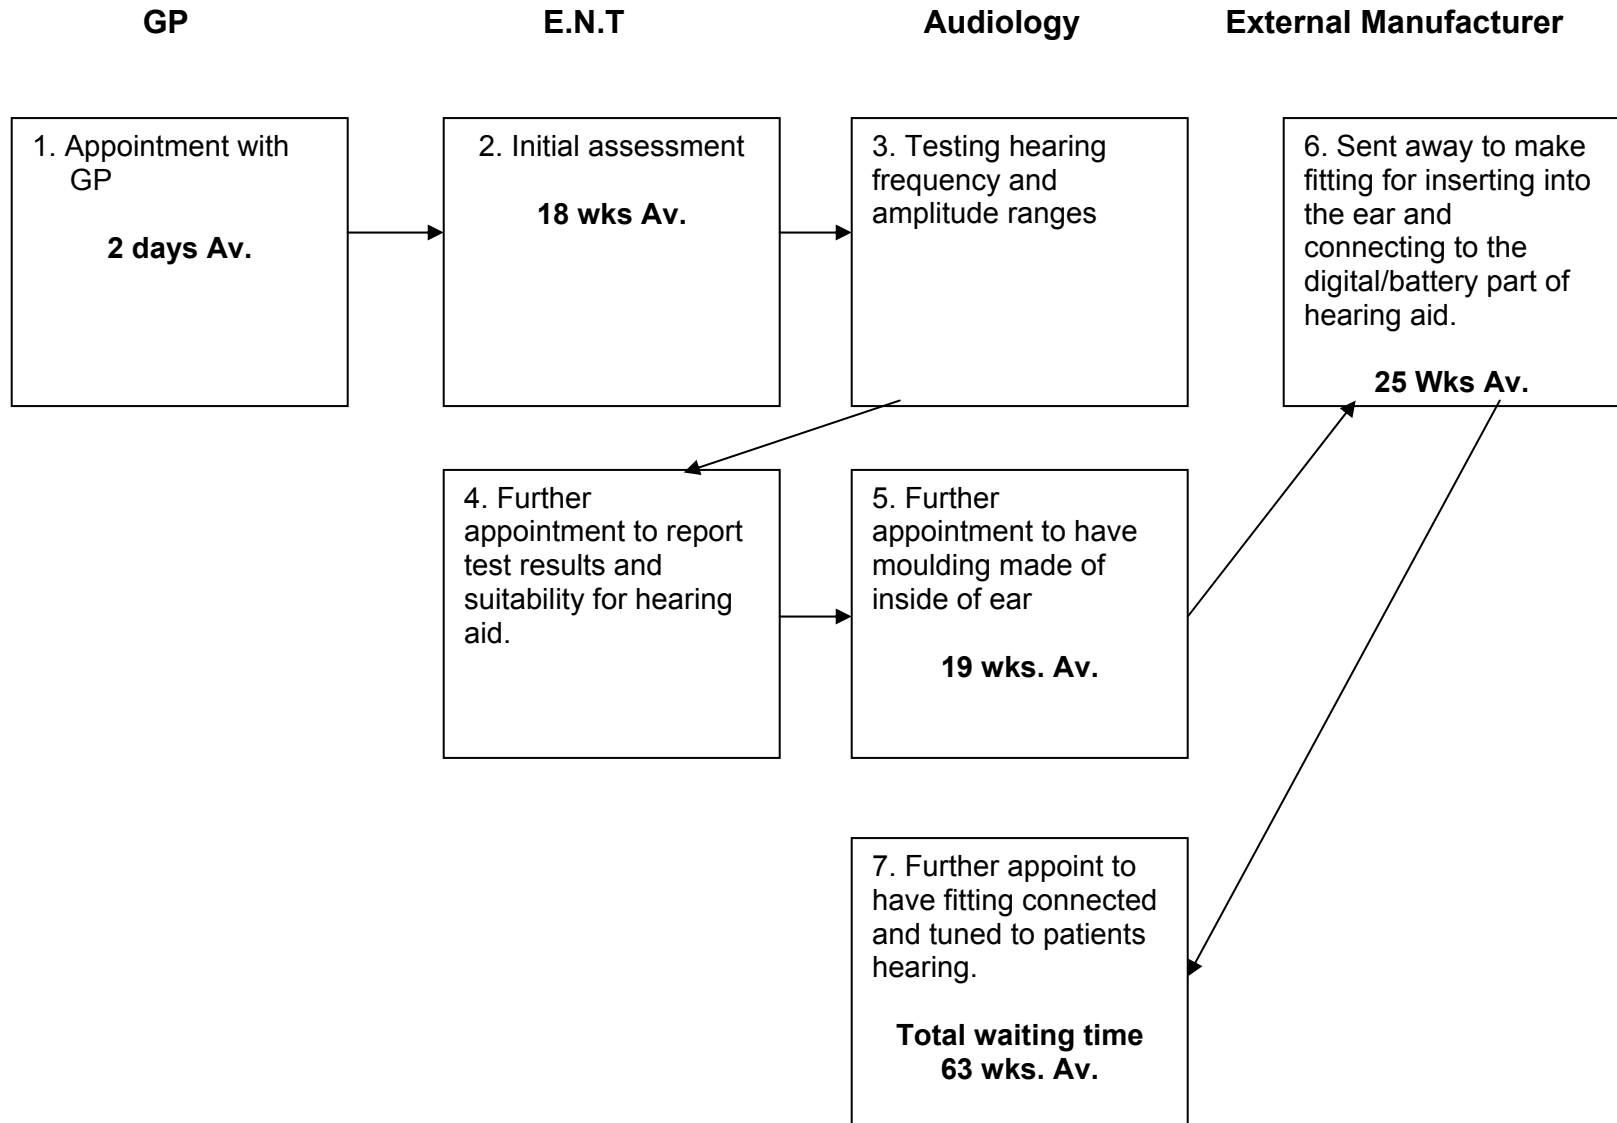 GP
E.N.T
Audiology
External Manufacturer
1. Appointment with
GP
2 days Av.
2. Initial assessment
18 wks Av.
3. Testing hearing
frequency and
amplitude ranges
6. Sent away to make
fitting for inserting into
the ear and
connecting to the
digital/battery part of
hearing aid.
25 Wks Av.
4. Further
appointment to report
test results and
suitability for hearing
aid.
5. Further
appointment to have
moulding made of
inside of ear
19 wks. Av.
7. Further appoint to
have fitting connected
and tuned to patients
hearing.
Total waiting time
63 wks. Av.